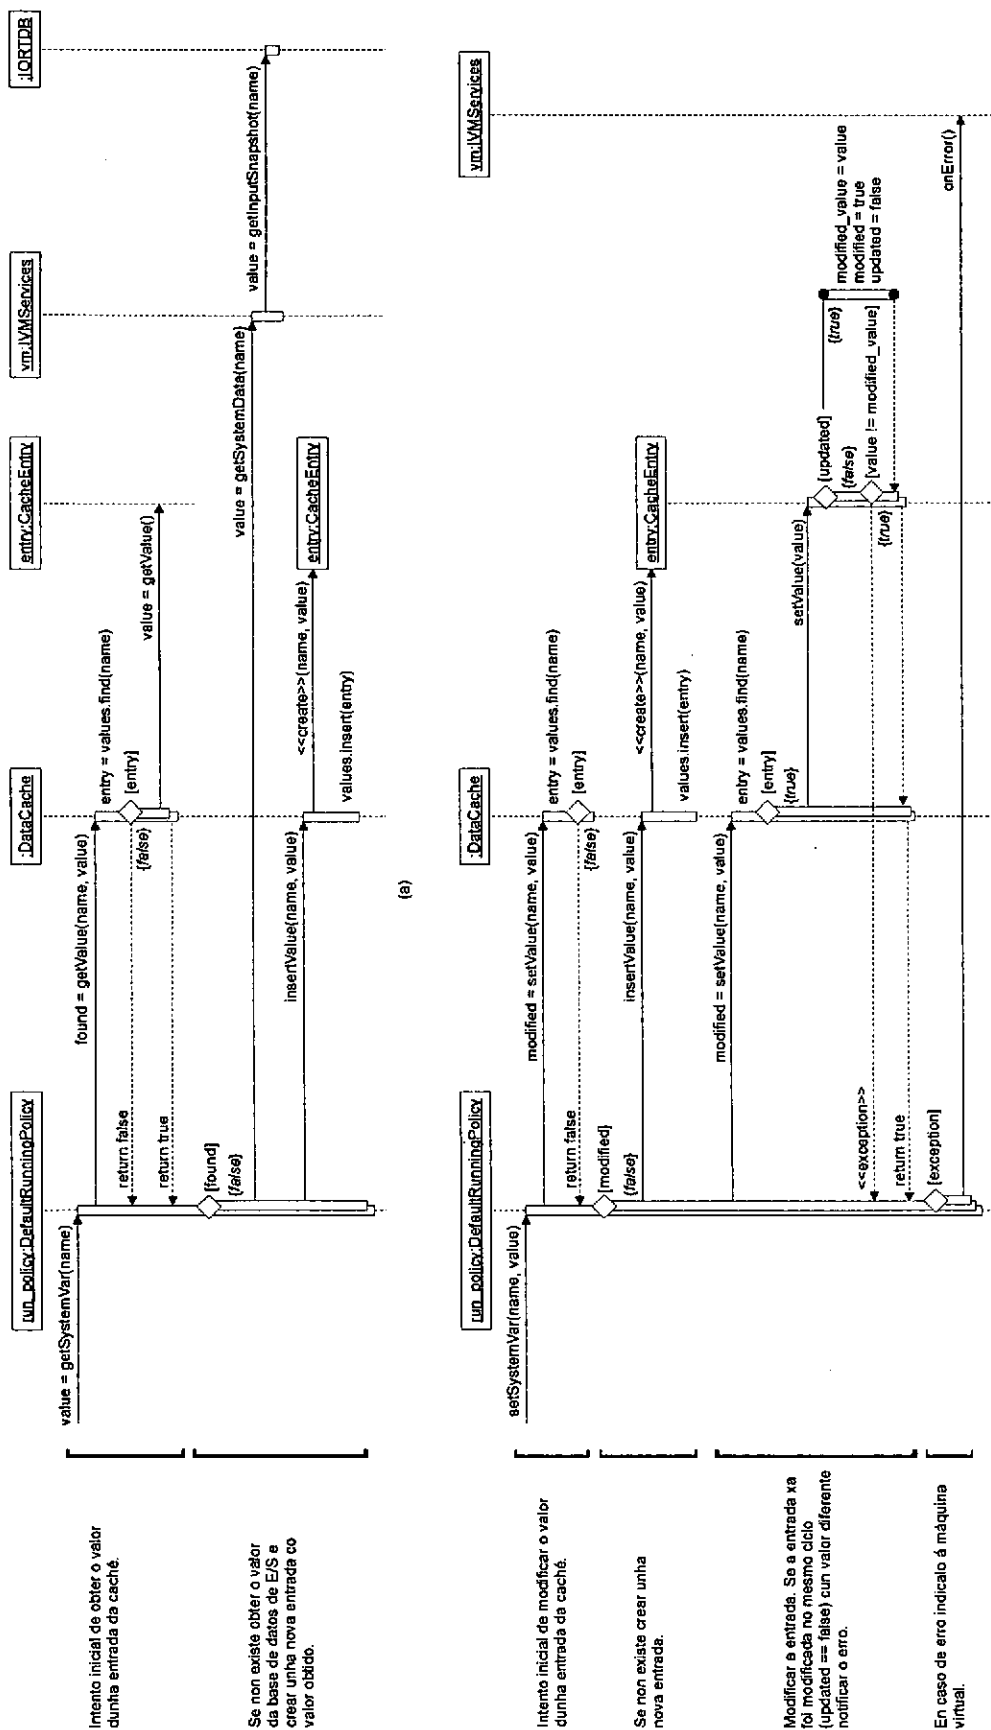 run_policy:DefaultRunningPolicy
:DataCache
entry:CacheEntry
vm:IVMServices
:IORTDB
Intento inicial de obter o valor
dunha entrada da caché.
value = getSystemVar(name)
found = getValue(name, value)
entry = values.find(name)
[entry]
{false}
return false
value = getValue()
return true
Se non existe obter o valor
da base de datos de E/S e
crear unha nova entrada co
valor obtido.
[found]
{false}
value = getSystemData(name)
value = getInputSnapshot(name)
insertValue(name, value)
<<create>>(name, value)
entry:CacheEntry
values.insert(entry)
(a)
run_policy:DefaultRunningPolicy
:DataCache
entry:CacheEntry
vm:IVMServices
Intento inicial de modificar o valor
dunha entrada da caché.
setSystemVar(name, value)
modified = setValue(name, value)
entry = values.find(name)
[entry]
{false}
return false
Se non existe crear unha
nova entrada.
[modified]
{false}
insertValue(name, value)
<<create>>(name, value)
entry:CacheEntry
values.insert(entry)
Modificar a entrada. Se a entrada xa
foi modificada no mesmo ciclo
(updated == false) cun valor diferente
notificar o erro.
modified = setValue(name, value)
entry = values.find(name)
[entry]
{true}
setValue(value)
[updated]
{false}
{true}
modified_value = value
modified = true
updated = false
[value != modified_value]
{true}
<<exception>>
return true
En caso de erro indicalo á máquina
virtual.
[exception]
onError()